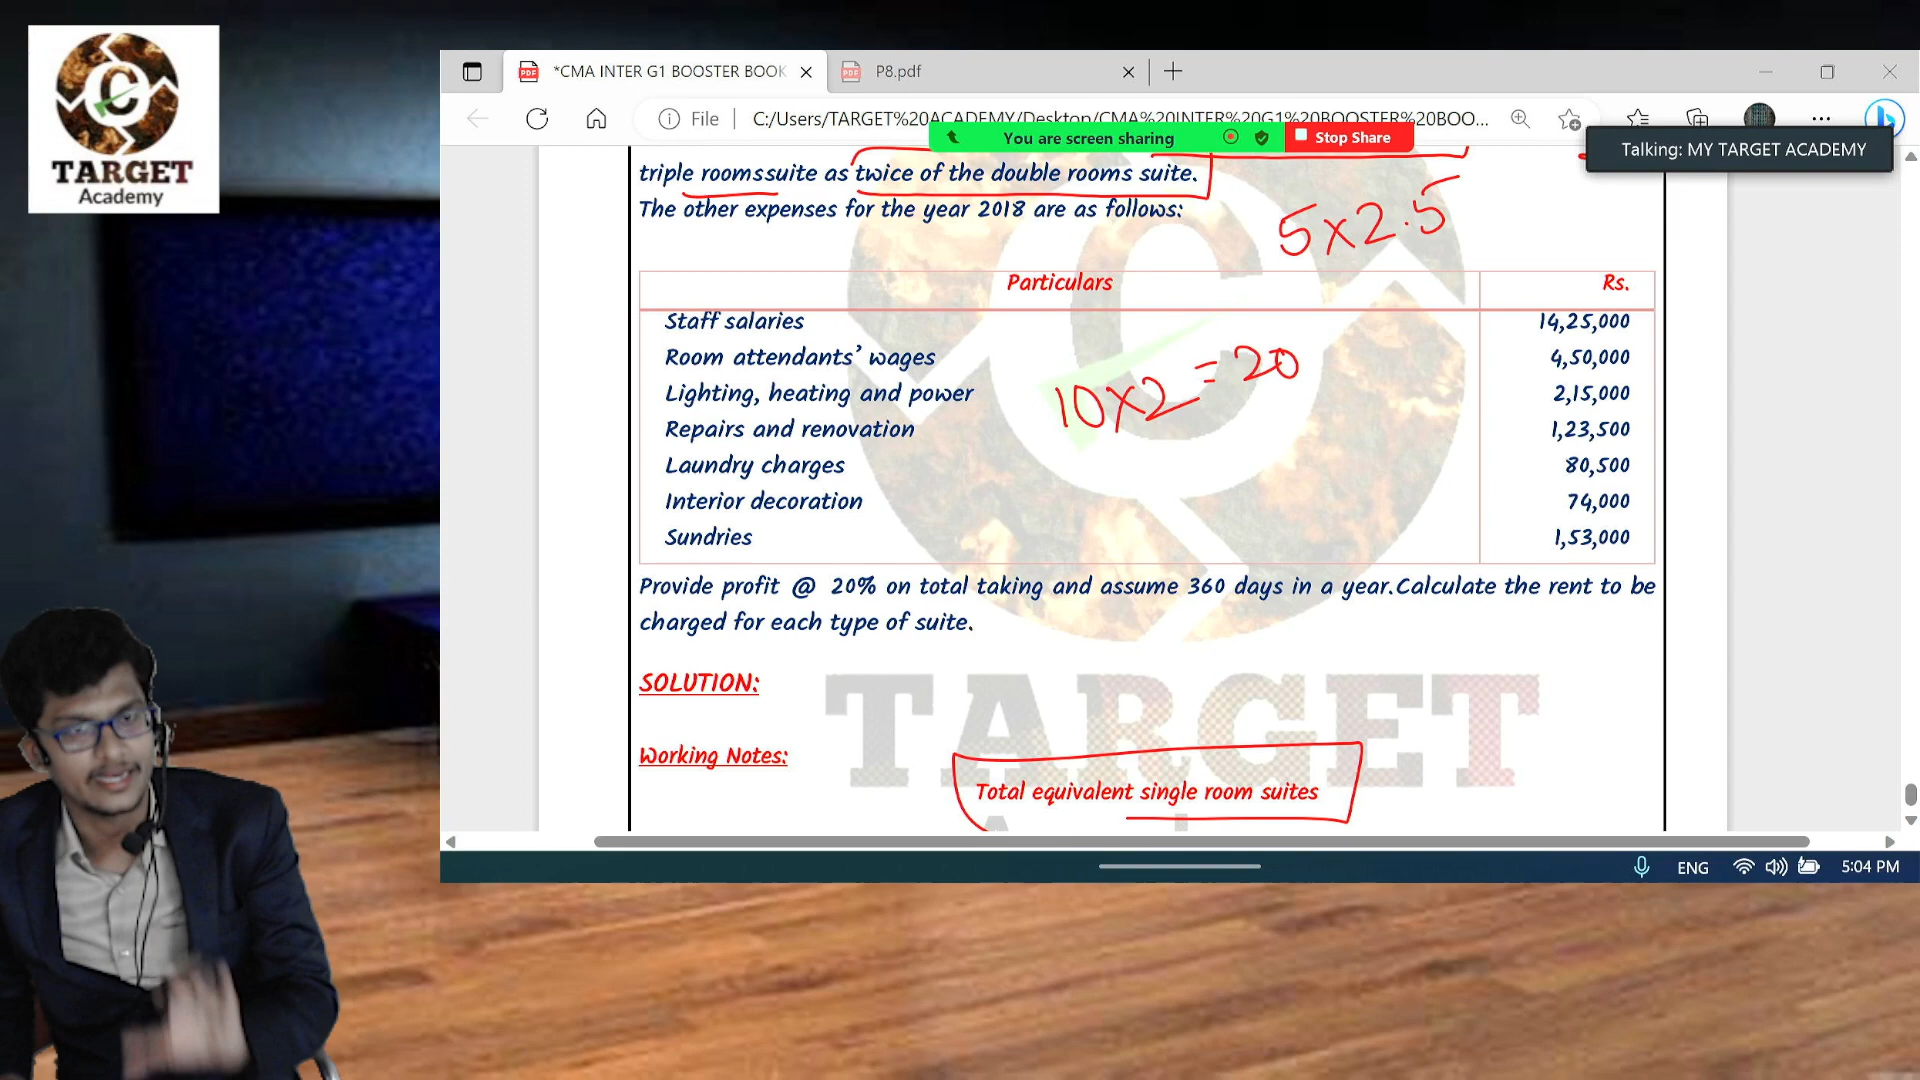 C
TARGET
Academy
*CMA INTER G1 BOOSTER BOOK
P8.pdf
File
C:/Users/TARGET%20ACADEMY/Desktop/CMA%20INTER%20G1%20BOOSTER%20BOO...
You are screen sharing
Stop Share
Talking: MY TARGET ACADEMY
triple roomssuite as twice of the double rooms suite.
The other expenses for the year 2018 are as follows:
5x2.5
Particulars Rs.
Staff salaries 14,25,000
Room attendants' wages 4,50,000
Lighting, heating and power 2,15,000
10x2 = 20
Repairs and renovation 1,23,500
Laundry charges 80,500
Interior decoration 74,000
Sundries 1,53,000
Provide profit @ 20% on total taking and assume 360 days in a year.Calculate the rent to be
charged for each type of suite.
SOLUTION:
TARGET
Working Notes:
Total equivalent single room suites
ENG
5:04 PM